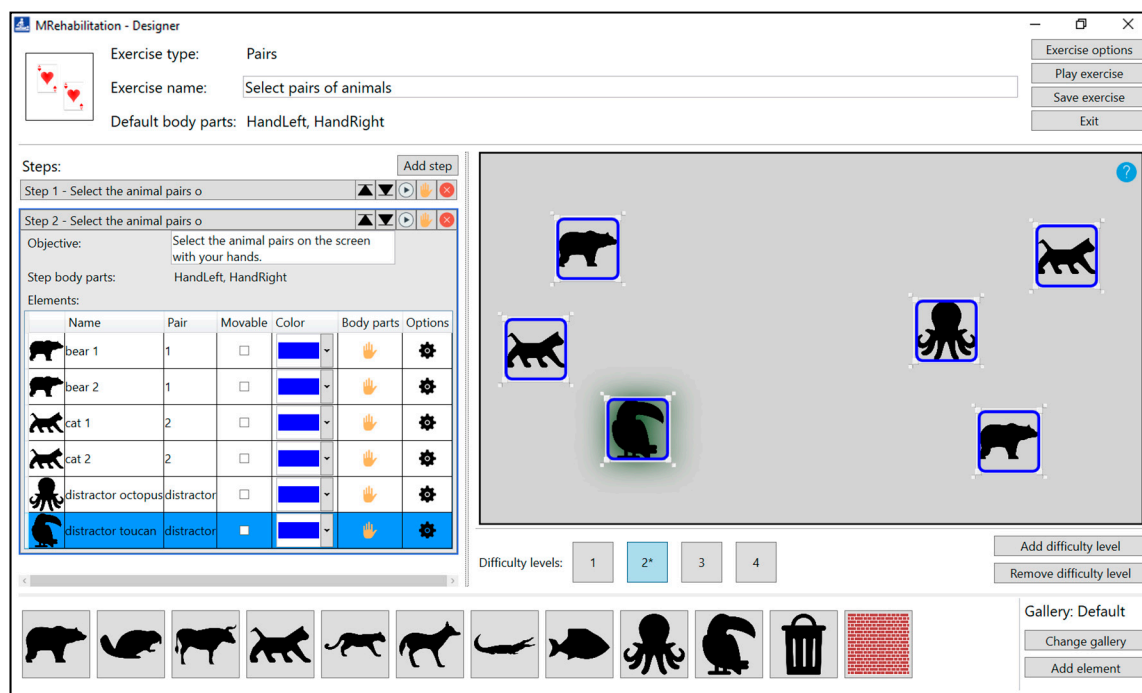 MRehabilitation - Designer
Exercise type: Pairs
Exercise name: Select pairs of animals
Default body parts: HandLeft, HandRight
Exercise options
Play exercise
Save exercise
Exit
Steps:
Add step
Step 1 - Select the animal pairs o
Step 2 - Select the animal pairs o
Objective: Select the animal pairs on the screen
with your hands.
Step body parts: HandLeft, HandRight
Elements:
Name Pair Movable Color Body parts Options
bear 1 1
bear 2 1
cat 1 2
cat 2 2
distractor octopus distractor
distractor toucan distractor
?
Difficulty levels: 1 2* 3 4
Add difficulty level
Remove difficulty level
Gallery: Default
Change gallery
Add element